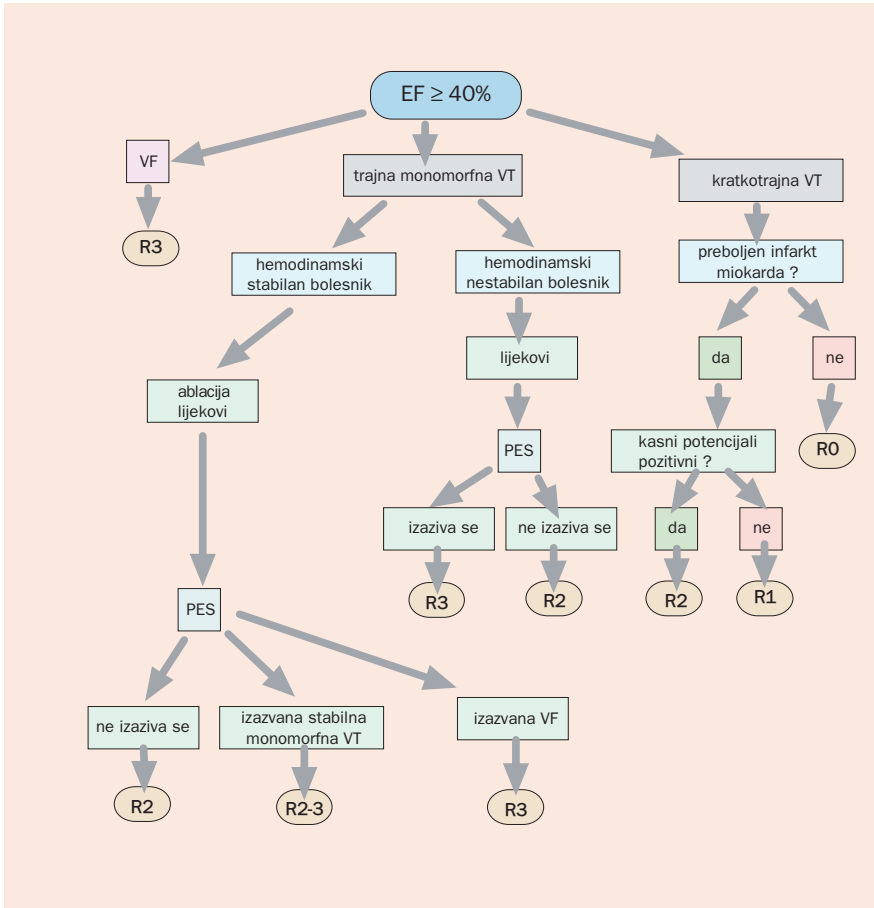 EF ≥ 40%
VF
trajna monomorfna VT
kratkotrajna VT
R3
hemodinamski
stabilan bolesnik
hemodinamski
nestabilan bolesnik
preboljen infarkt
miokarda ?
lijekovi
da
ne
ablacija
lijekovi
PES
kasni potencijali
pozitivni ?
R0
izaziva se
ne izaziva se
da
ne
R3
R2
R2
R1
PES
ne izaziva se
izazvana stabilna
monomorfna VT
izazvana VF
R2
R2-3
R3